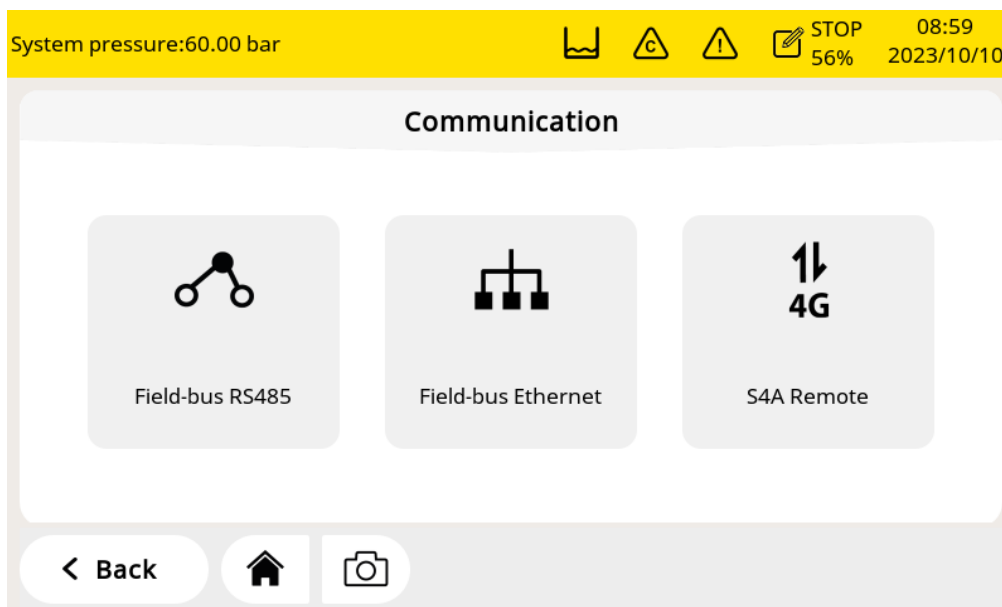 System pressure:60.00 bar
C
!
STOP
56%
08:59
2023/10/10
Communication
4G
Field-bus RS485
Field-bus Ethernet
S4A Remote
Back